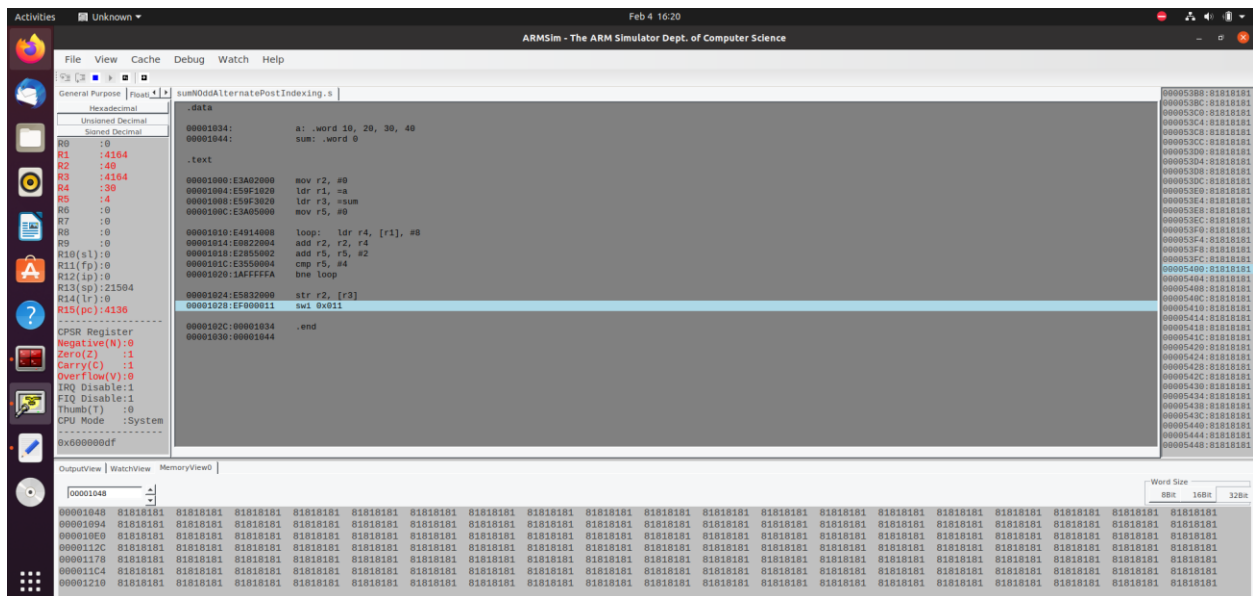 Activities Unknown Feb 4 16:20
ARMSim - The ARM Simulator Dept. of Computer Science
File View Cache Debug Watch Help
General Purpose Floati sumNOddAlternatePostIndexing.s
Hexadecimal
Unsigned Decimal
Signed Decimal
R0 :0
R1 :4164
R2 :40
R3 :4164
R4 :30
R5 :4
R6 :0
R7 :0
R8 :0
R9 :0
R10(sl):0
R11(fp):0
R12(ip):0
R13(sp):21504
R14(lr):0
R15(pc):4136
CPSR Register
Negative(N):0
Zero(Z) :1
Carry(C) :1
Overflow(V):0
IRQ Disable:1
FIQ Disable:1
Thumb(T) :0
CPU Mode :System
0x600000df
.data
00001034: a: .word 10, 20, 30, 40
00001044: sum: .word 0
.text
00001000:E3A02000 mov r2, #0
00001004:E59F1020 ldr r1, =a
00001008:E59F3020 ldr r3, =sum
0000100C:E3A05000 mov r5, #0
00001010:E4914008 loop: ldr r4, [r1], #8
00001014:E0822004 add r2, r2, r4
00001018:E2855002 add r5, r5, #2
0000101C:E3550004 cmp r5, #4
00001020:1AFFFFFA bne loop
00001024:E5832000 str r2, [r3]
00001028:EF000011 swi 0x011
0000102C:00001034 .end
00001030:00001044
000053B8:81818181
000053BC:81818181
000053C0:81818181
000053C4:81818181
000053C8:81818181
000053CC:81818181
000053D0:81818181
000053D4:81818181
000053D8:81818181
000053DC:81818181
000053E0:81818181
000053E4:81818181
000053E8:81818181
000053EC:81818181
000053F0:81818181
000053F4:81818181
000053F8:81818181
000053FC:81818181
00005400:81818181
00005404:81818181
00005408:81818181
0000540C:81818181
00005410:81818181
00005414:81818181
00005418:81818181
0000541C:81818181
00005420:81818181
00005424:81818181
00005428:81818181
0000542C:81818181
00005430:81818181
00005434:81818181
00005438:81818181
0000543C:81818181
00005440:81818181
00005444:81818181
00005448:81818181
OutputView WatchView MemoryView0
00001048
Word Size
8Bit 16Bit 32Bit
00001048 81818181 81818181 81818181 81818181 81818181 81818181 81818181 81818181 81818181 81818181 81818181 81818181 81818181 81818181 81818181 81818181 81818181 81818181 81818181
00001094 81818181 81818181 81818181 81818181 81818181 81818181 81818181 81818181 81818181 81818181 81818181 81818181 81818181 81818181 81818181 81818181 81818181 81818181 81818181
000010E0 81818181 81818181 81818181 81818181 81818181 81818181 81818181 81818181 81818181 81818181 81818181 81818181 81818181 81818181 81818181 81818181 81818181 81818181 81818181
0000112C 81818181 81818181 81818181 81818181 81818181 81818181 81818181 81818181 81818181 81818181 81818181 81818181 81818181 81818181 81818181 81818181 81818181 81818181 81818181
00001178 81818181 81818181 81818181 81818181 81818181 81818181 81818181 81818181 81818181 81818181 81818181 81818181 81818181 81818181 81818181 81818181 81818181 81818181 81818181
000011C4 81818181 81818181 81818181 81818181 81818181 81818181 81818181 81818181 81818181 81818181 81818181 81818181 81818181 81818181 81818181 81818181 81818181 81818181 81818181
00001210 81818181 81818181 81818181 81818181 81818181 81818181 81818181 81818181 81818181 81818181 81818181 81818181 81818181 81818181 81818181 81818181 81818181 81818181 81818181